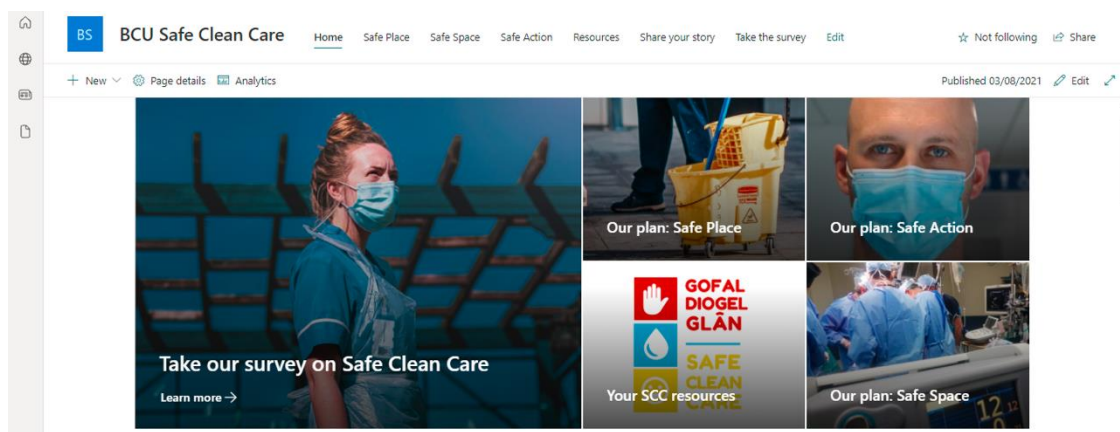 BS
BCU Safe Clean Care
Home Safe Place Safe Space Safe Action Resources Share your story Take the survey Edit
Not following Share
New Page details Analytics
Published 03/08/2021 Edit
Take our survey on Safe Clean Care
Learn more →
Our plan: Safe Place
Our plan: Safe Action
GOFAL
DIOGEL
GLÂN
SAFE
CLEAN
CARE
Your SCC resources
Our plan: Safe Space
12